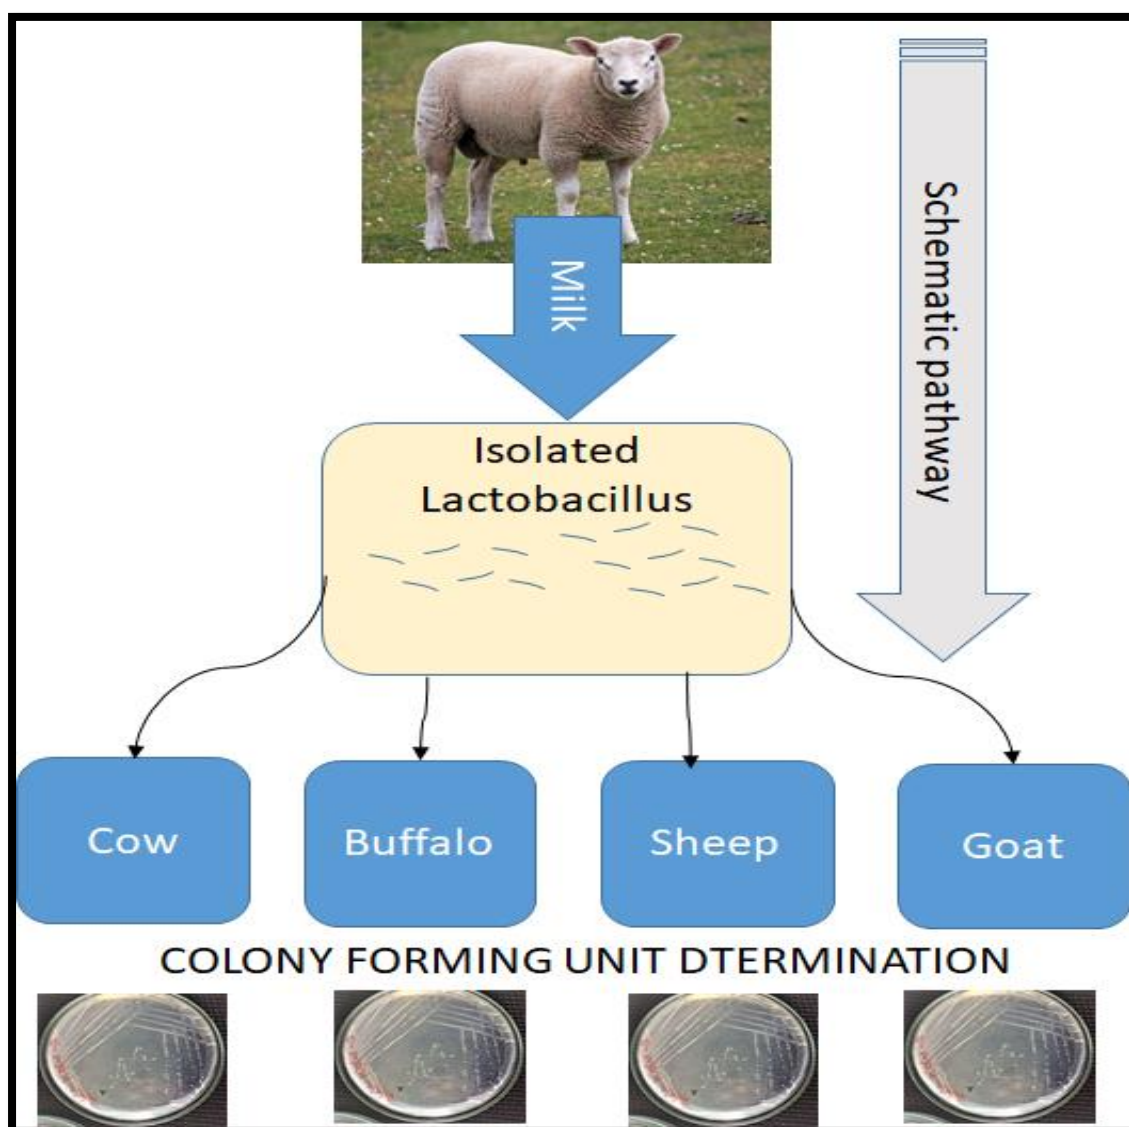 Milk
Schematic pathway
Isolated
Lactobacillus
Cow
Buffalo
Sheep
Goat
COLONY FORMING UNIT DTERMINATION